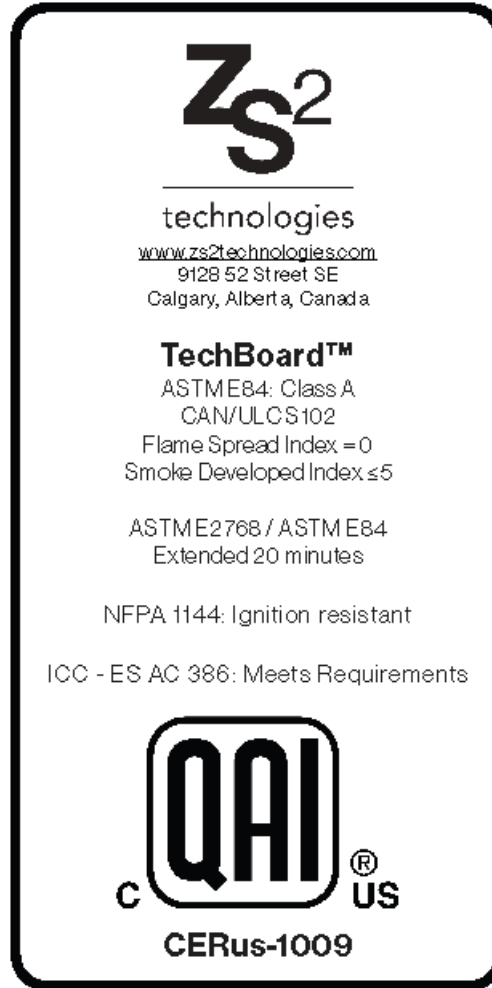 ZS2
technologies
www.zs2technologies.com
9128 52 Street SE
Calgary, Alberta, Canada
TechBoard™
ASTM E84: Class A
CAN/ULC S102
Flame Spread Index = 0
Smoke Developed Index ≤ 5
ASTM E2768 / ASTM E84
Extended 20 minutes
NFPA 1144: Ignition resistant
ICC - ES AC 386: Meets Requirements
QAI
C ® US
CERus-1009